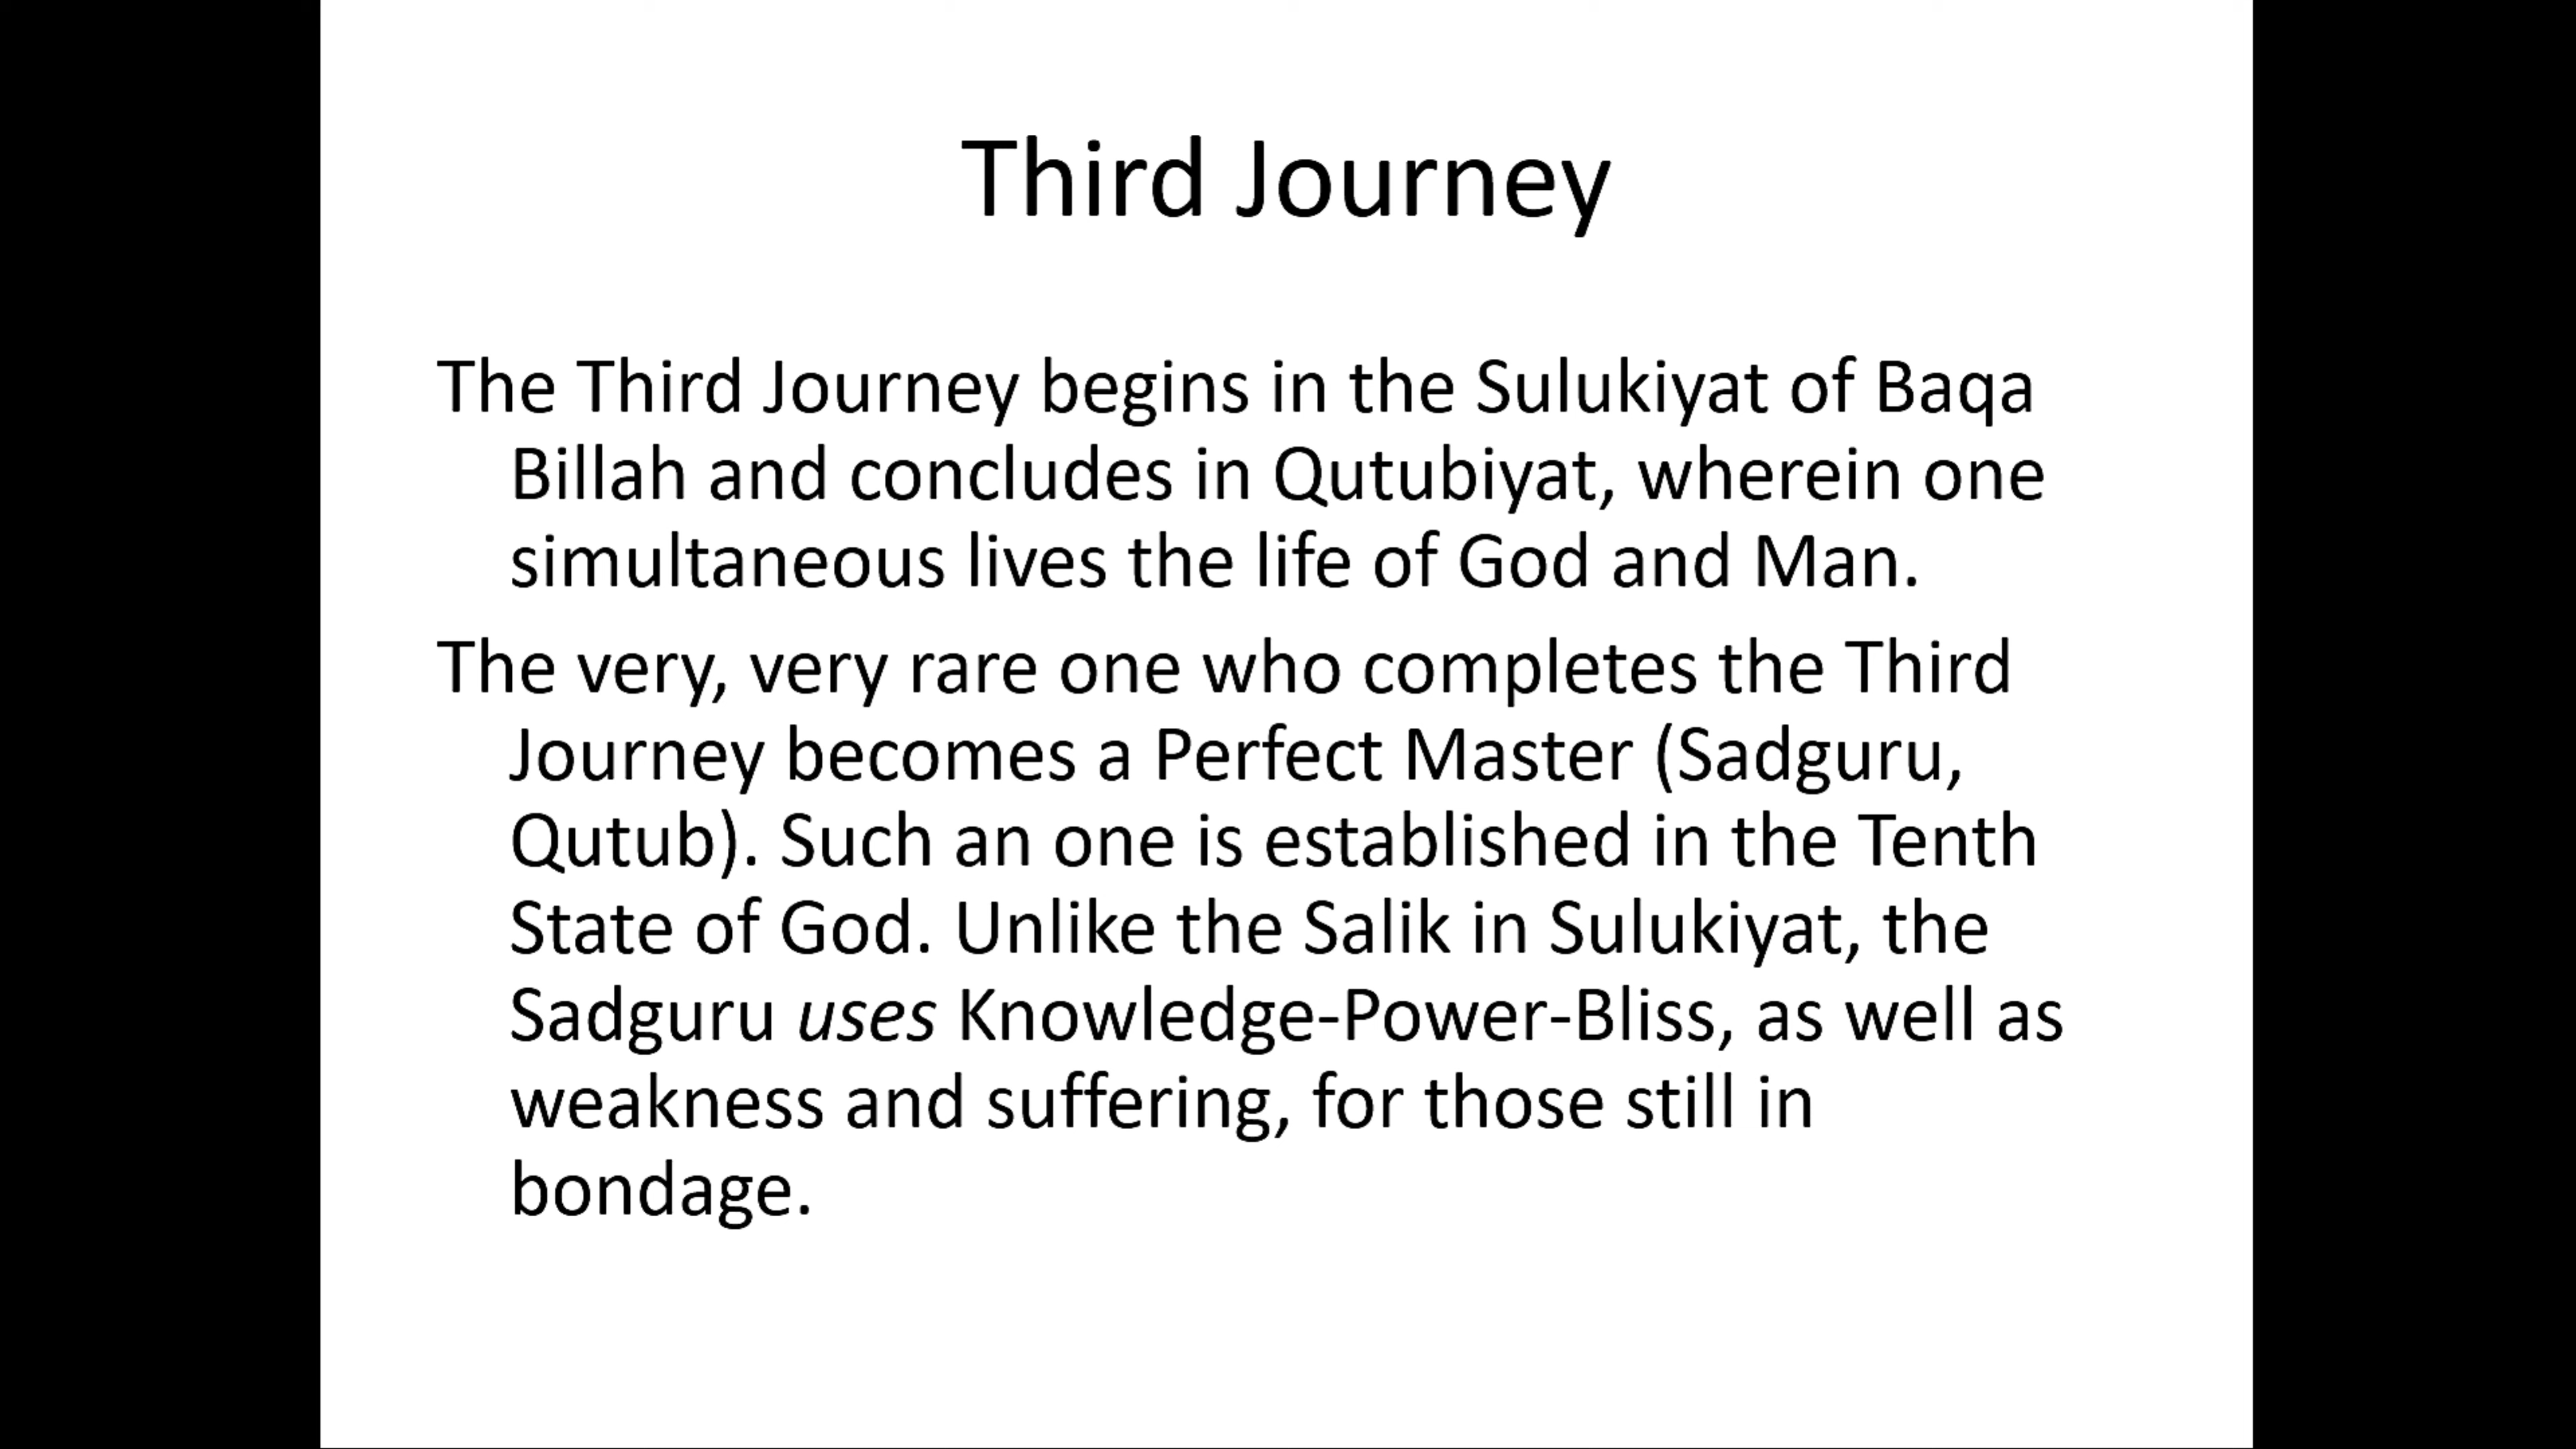 Third Journey
The Third Journey begins in the Sulukiyat of Baqa
Billah and concludes in Qutubiyat, wherein one
simultaneous lives the life of God and Man.
The very, very rare one who completes the Third
Journey becomes a Perfect Master (Sadguru,
Qutub). Such an one is established in the Tenth
State of God. Unlike the Salik in Sulukiyat, the
Sadguru uses Knowledge-Power-Bliss, as well as
weakness and suffering, for those still in
bondage.